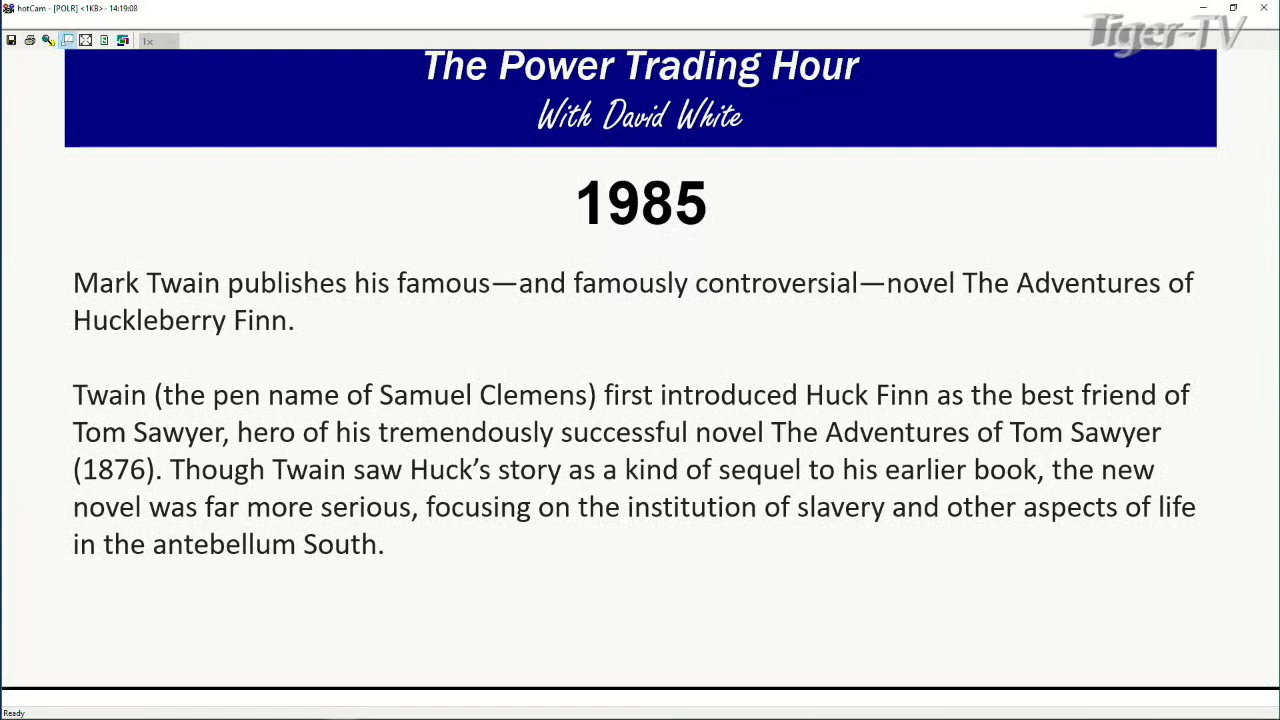 hotCam - [POLR] <1KB> - 14:19:08
Tiger-TV
1x
The Power Trading Hour
With David White
1985
Mark Twain publishes his famous—and famously controversial—novel The Adventures of
Huckleberry Finn.
Twain (the pen name of Samuel Clemens) first introduced Huck Finn as the best friend of
Tom Sawyer, hero of his tremendously successful novel The Adventures of Tom Sawyer
(1876). Though Twain saw Huck’s story as a kind of sequel to his earlier book, the new
novel was far more serious, focusing on the institution of slavery and other aspects of life
in the antebellum South.
Ready